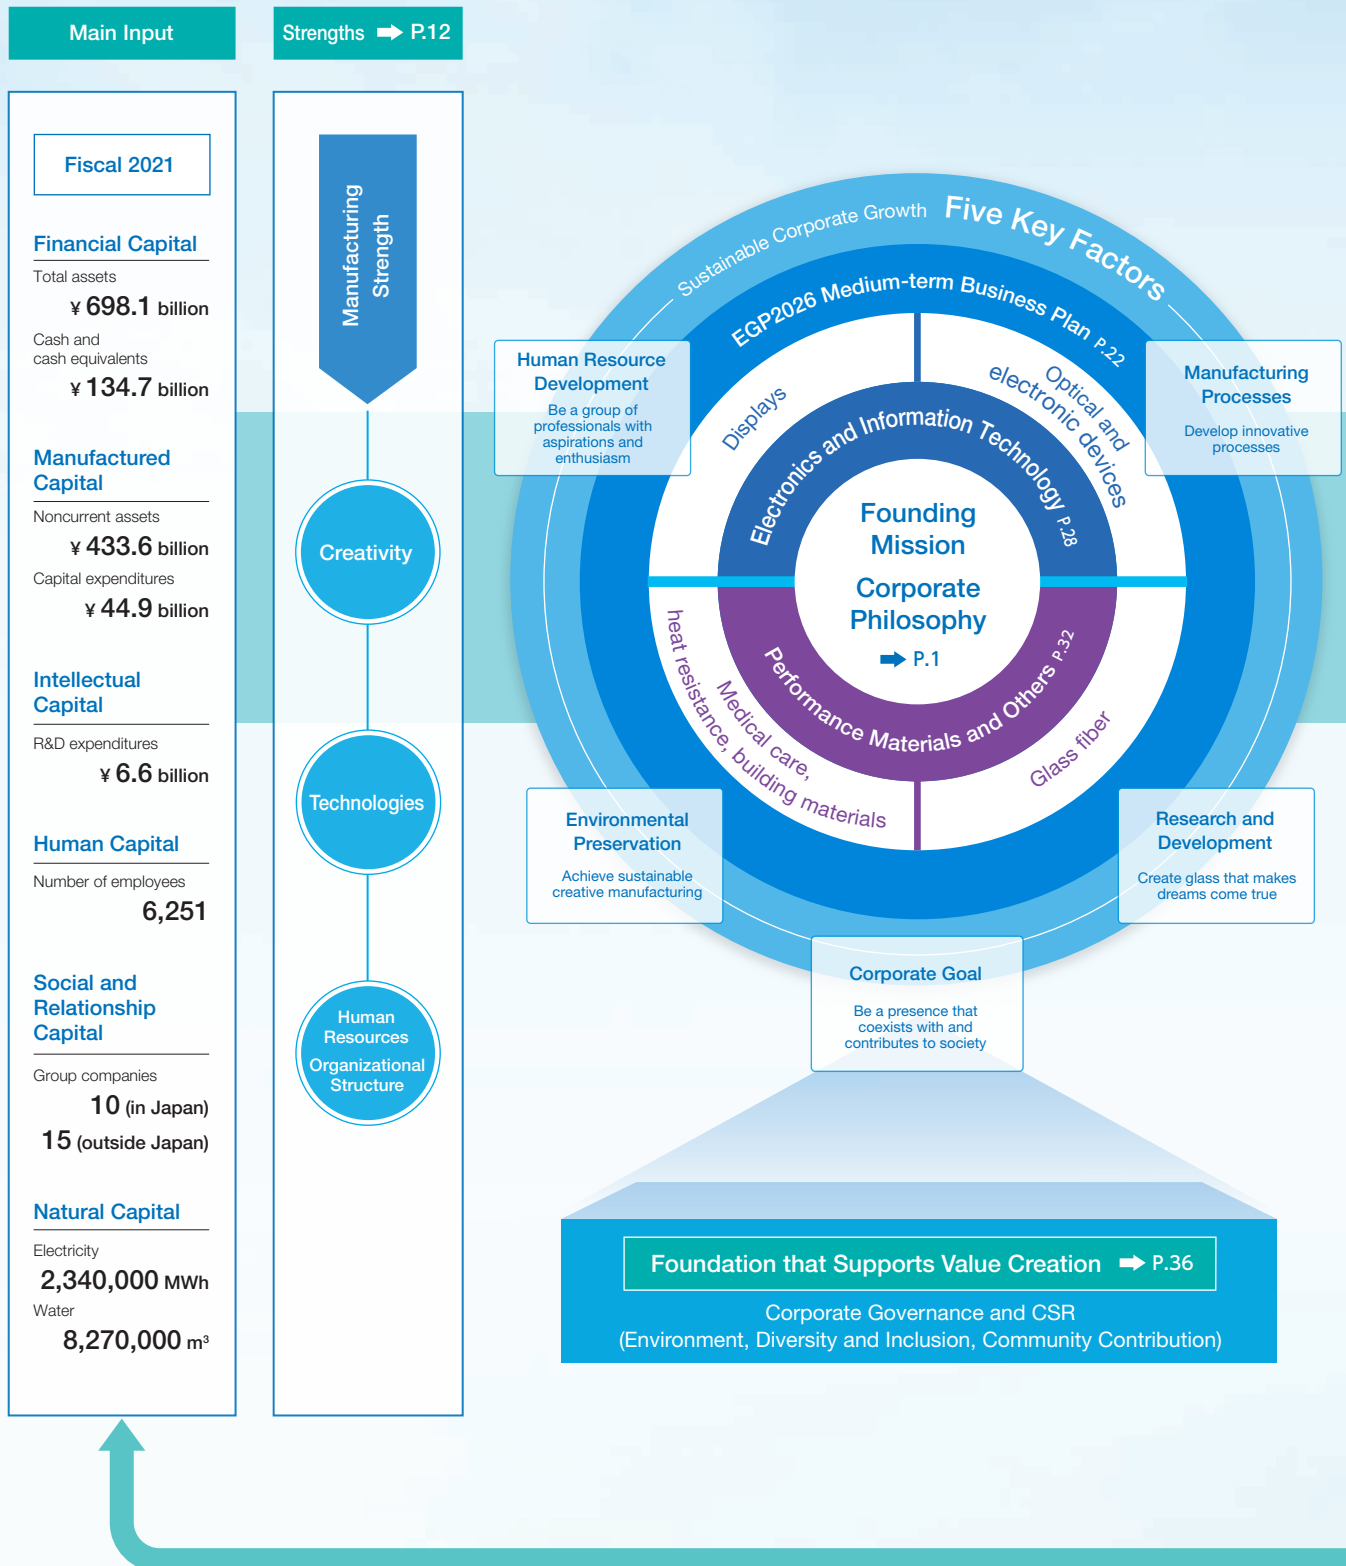 Main Input
Strengths ➡ P.12
Fiscal 2021
Financial Capital
Total assets
¥ 698.1 billion
Cash and
cash equivalents
¥ 134.7 billion
Manufactured
Capital
Noncurrent assets
¥ 433.6 billion
Capital expenditures
¥ 44.9 billion
Intellectual
Capital
R&D expenditures
¥ 6.6 billion
Human Capital
Number of employees
6,251
Social and
Relationship
Capital
Group companies
10 (in Japan)
15 (outside Japan)
Natural Capital
Electricity
2,340,000 MWh
Water
8,270,000 m³
Manufacturing
Strength
Creativity
Technologies
Human
Resources
Organizational
Structure
Sustainable Corporate Growth Five Key Factors
EGP2026 Medium-term Business Plan P.22
Human Resource
Development
Be a group of
professionals with
aspirations and
enthusiasm
Manufacturing
Processes
Develop innovative
processes
Displays
Optical and
electronic devices
Electronics and Information Technology P.28
Founding
Mission
Corporate
Philosophy
➡ P.1
Performance Materials and Others P.32
Medical care,
heat resistance, building materials
Glass fiber
Environmental
Preservation
Achieve sustainable
creative manufacturing
Research and
Development
Create glass that makes
dreams come true
Corporate Goal
Be a presence that
coexists with and
contributes to society
Foundation that Supports Value Creation ➡ P.36
Corporate Governance and CSR
(Environment, Diversity and Inclusion, Community Contribution)